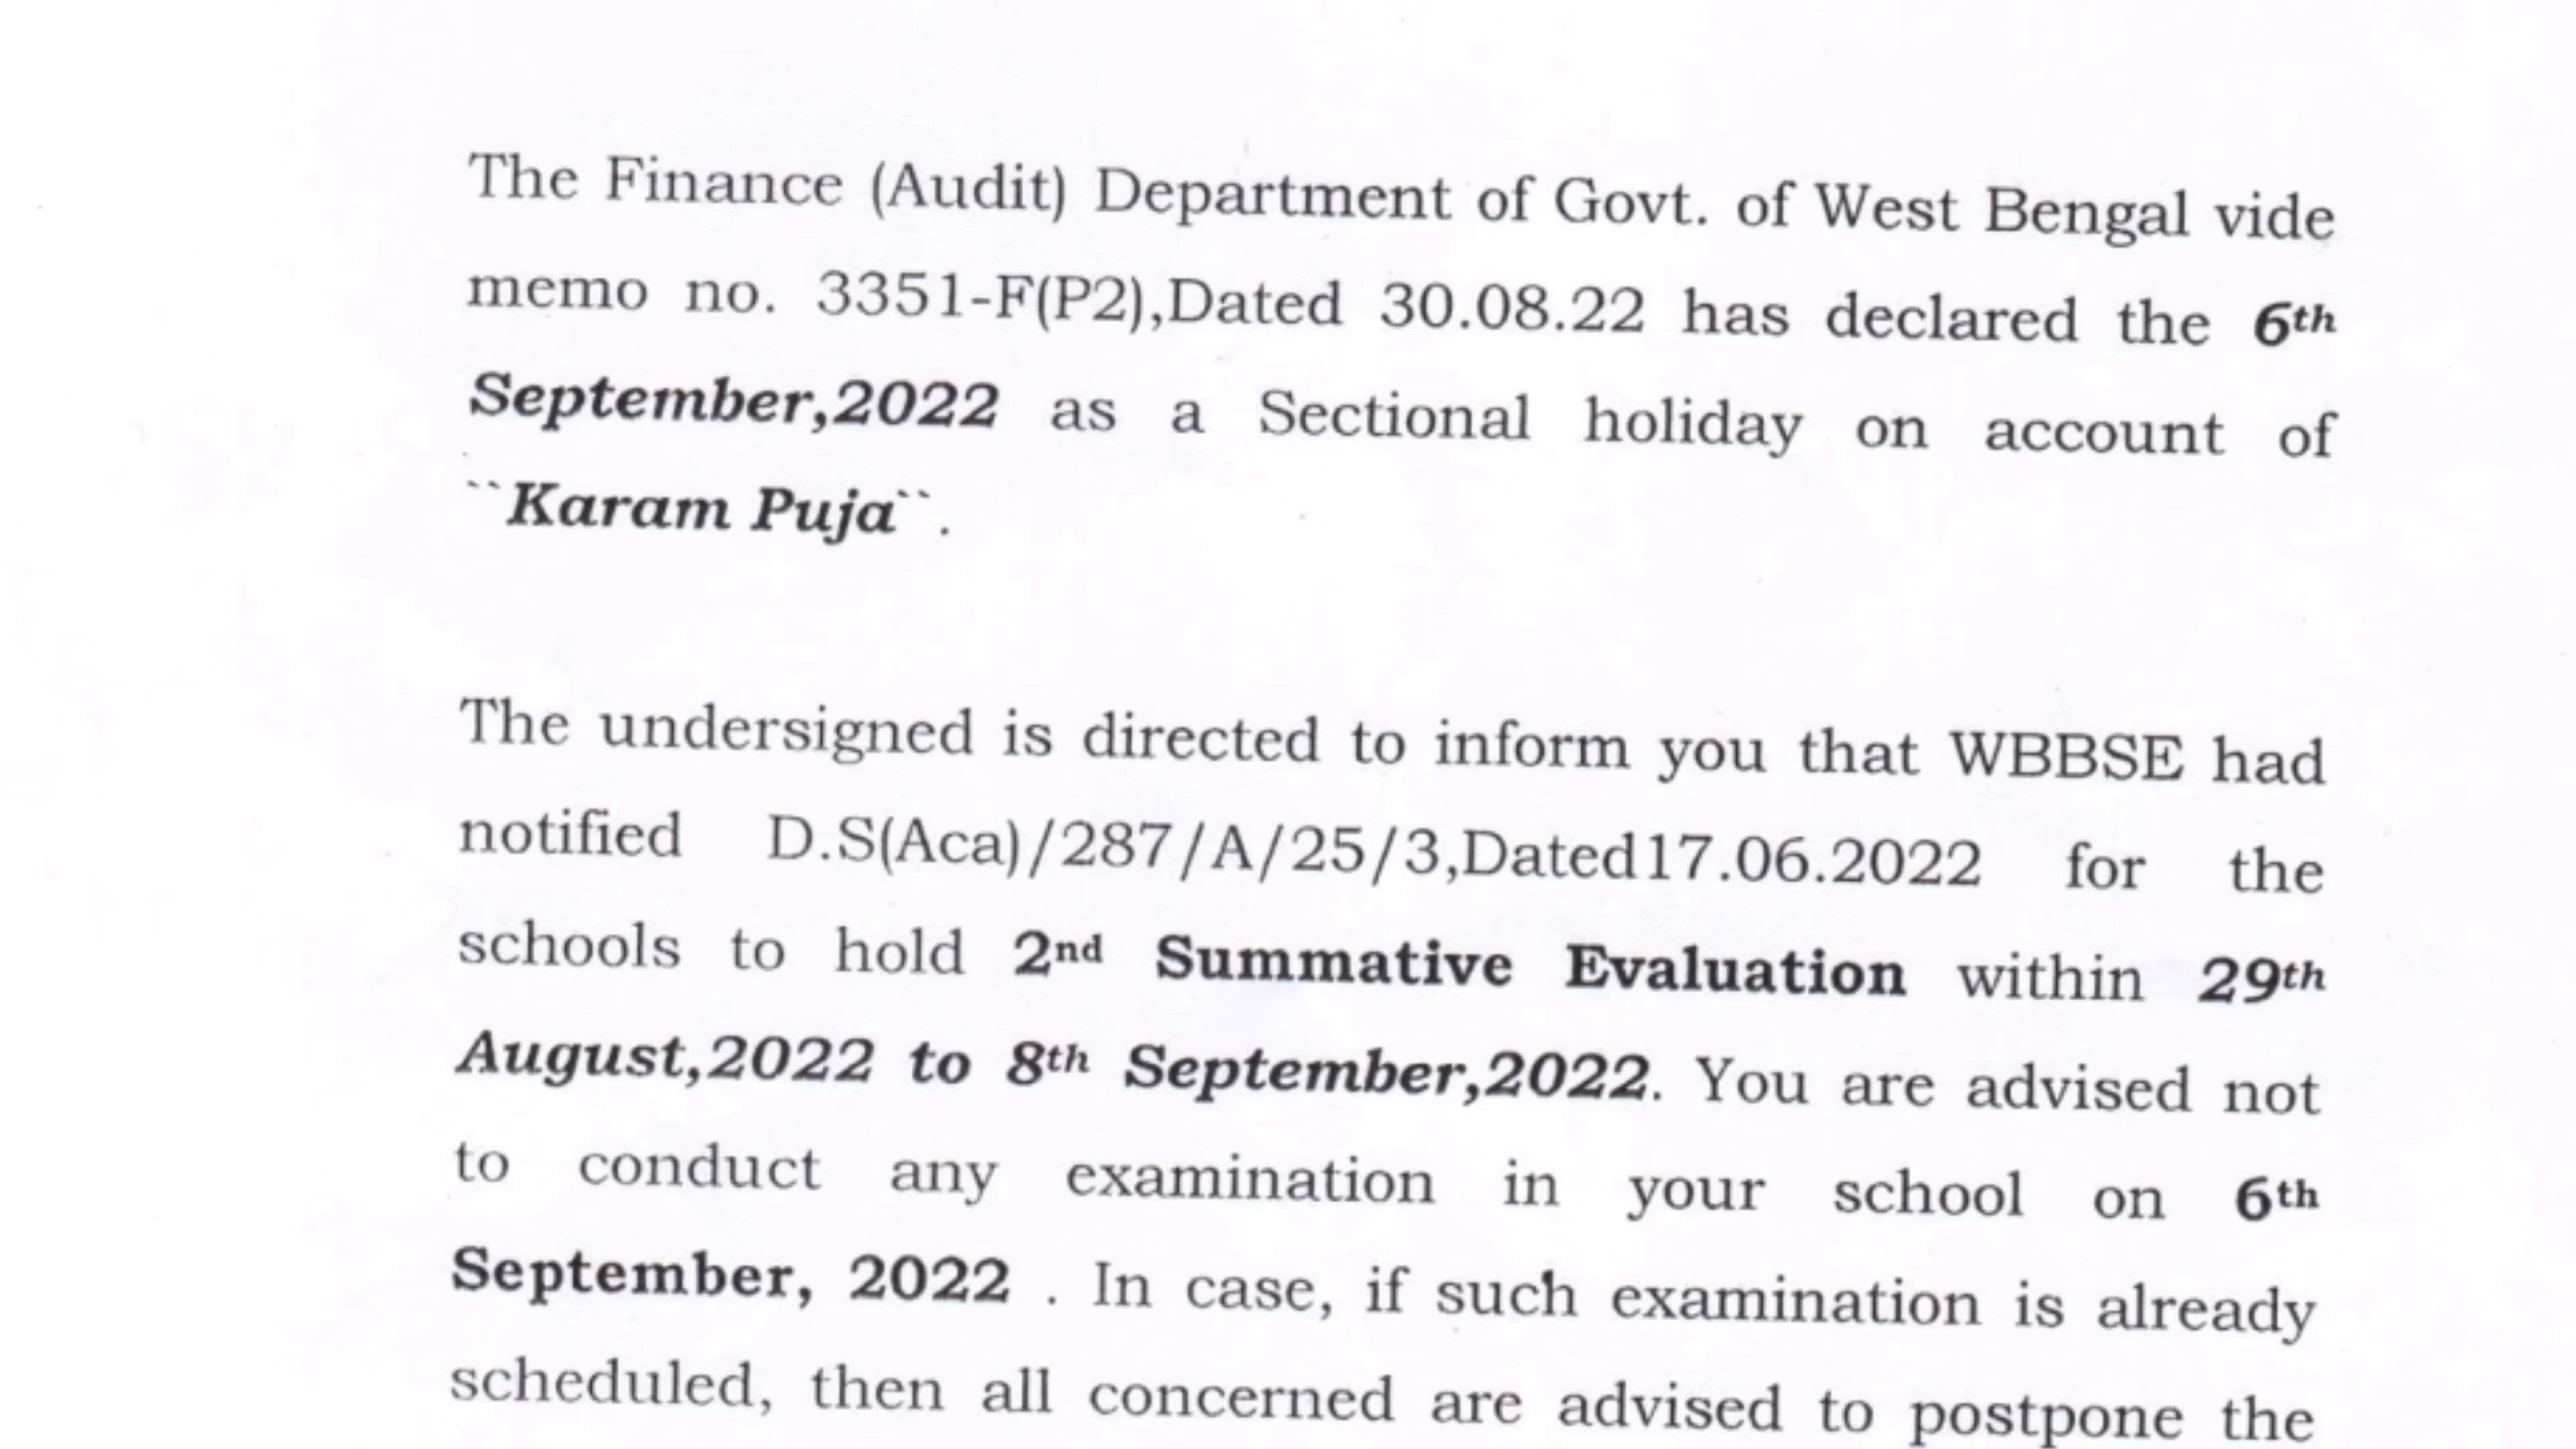 The Finance (Audit) Department of Govt. of West Bengal vide
memo no. 3351-F(P2),Dated 30.08.22 has declared the 6th
September,2022 as a Sectional holiday on account of
``Karam Puja``.
The undersigned is directed to inform you that WBBSE had
notified D.S(Aca)/287/A/25/3,Dated17.06.2022 for the
schools to hold 2nd Summative Evaluation within 29th
August,2022 to 8th September,2022. You are advised not
to conduct any examination in your school on 6th
September, 2022 . In case, if such examination is already
scheduled, then all concerned are advised to postpone the